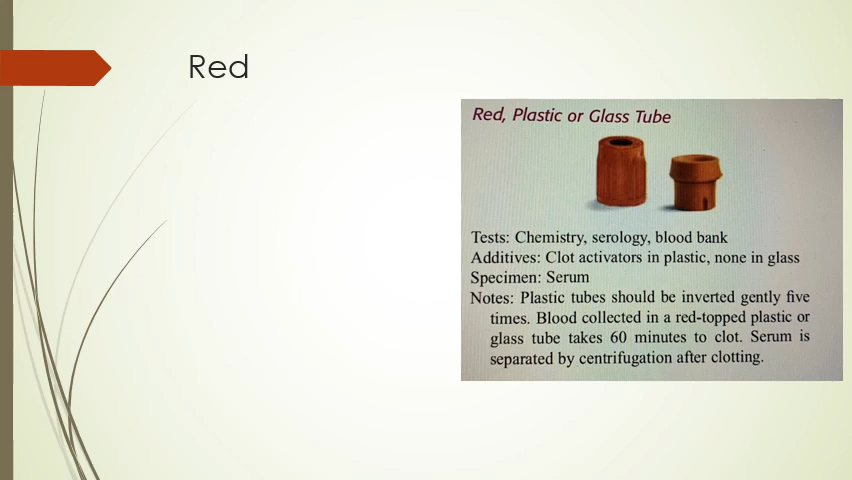 Red
Red, Plastic or Glass Tube
Tests: Chemistry, serology, blood bank
Additives: Clot activators in plastic, none in glass
Specimen: Serum
Notes: Plastic tubes should be inverted gently five
times. Blood collected in a red-topped plastic or
glass tube takes 60 minutes to clot. Serum is
separated by centrifugation after clotting.